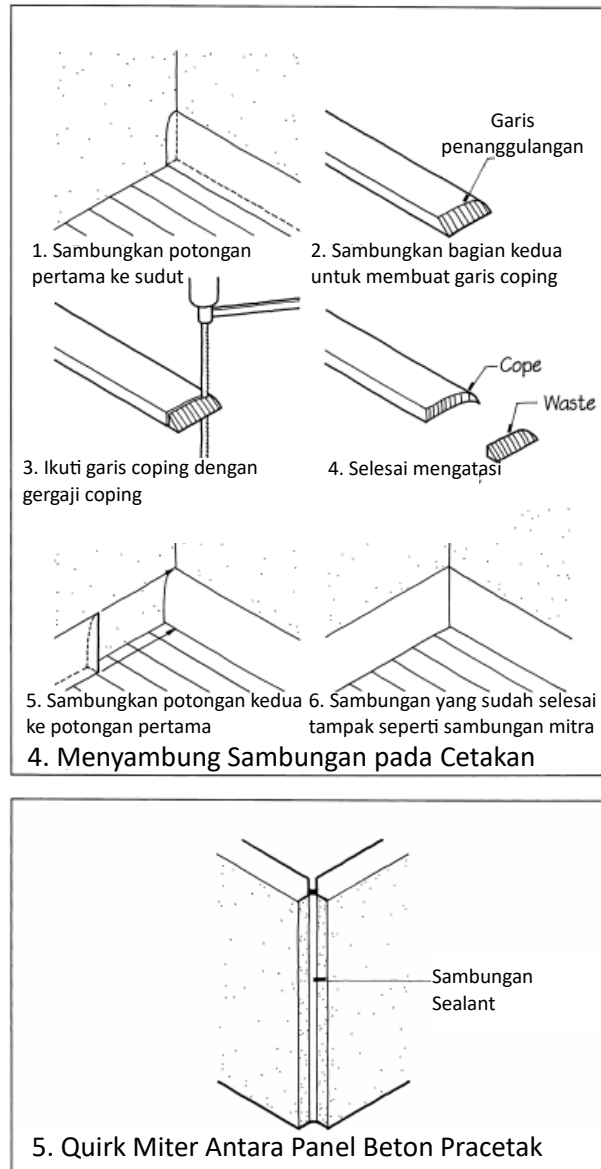 Garis
penanggulangan
1. Sambungkan potongan
pertama ke sudut
2. Sambungkan bagian kedua
untuk membuat garis coping
Cope
Waste
3. Ikuti garis coping dengan
gergaji coping
4. Selesai mengatasi
5. Sambungkan potongan kedua
ke potongan pertama
6. Sambungan yang sudah selesai
tampak seperti sambungan mitra
4. Menyambung Sambungan pada Cetakan
Sambungan
Sealant
5. Quirk Miter Antara Panel Beton Pracetak